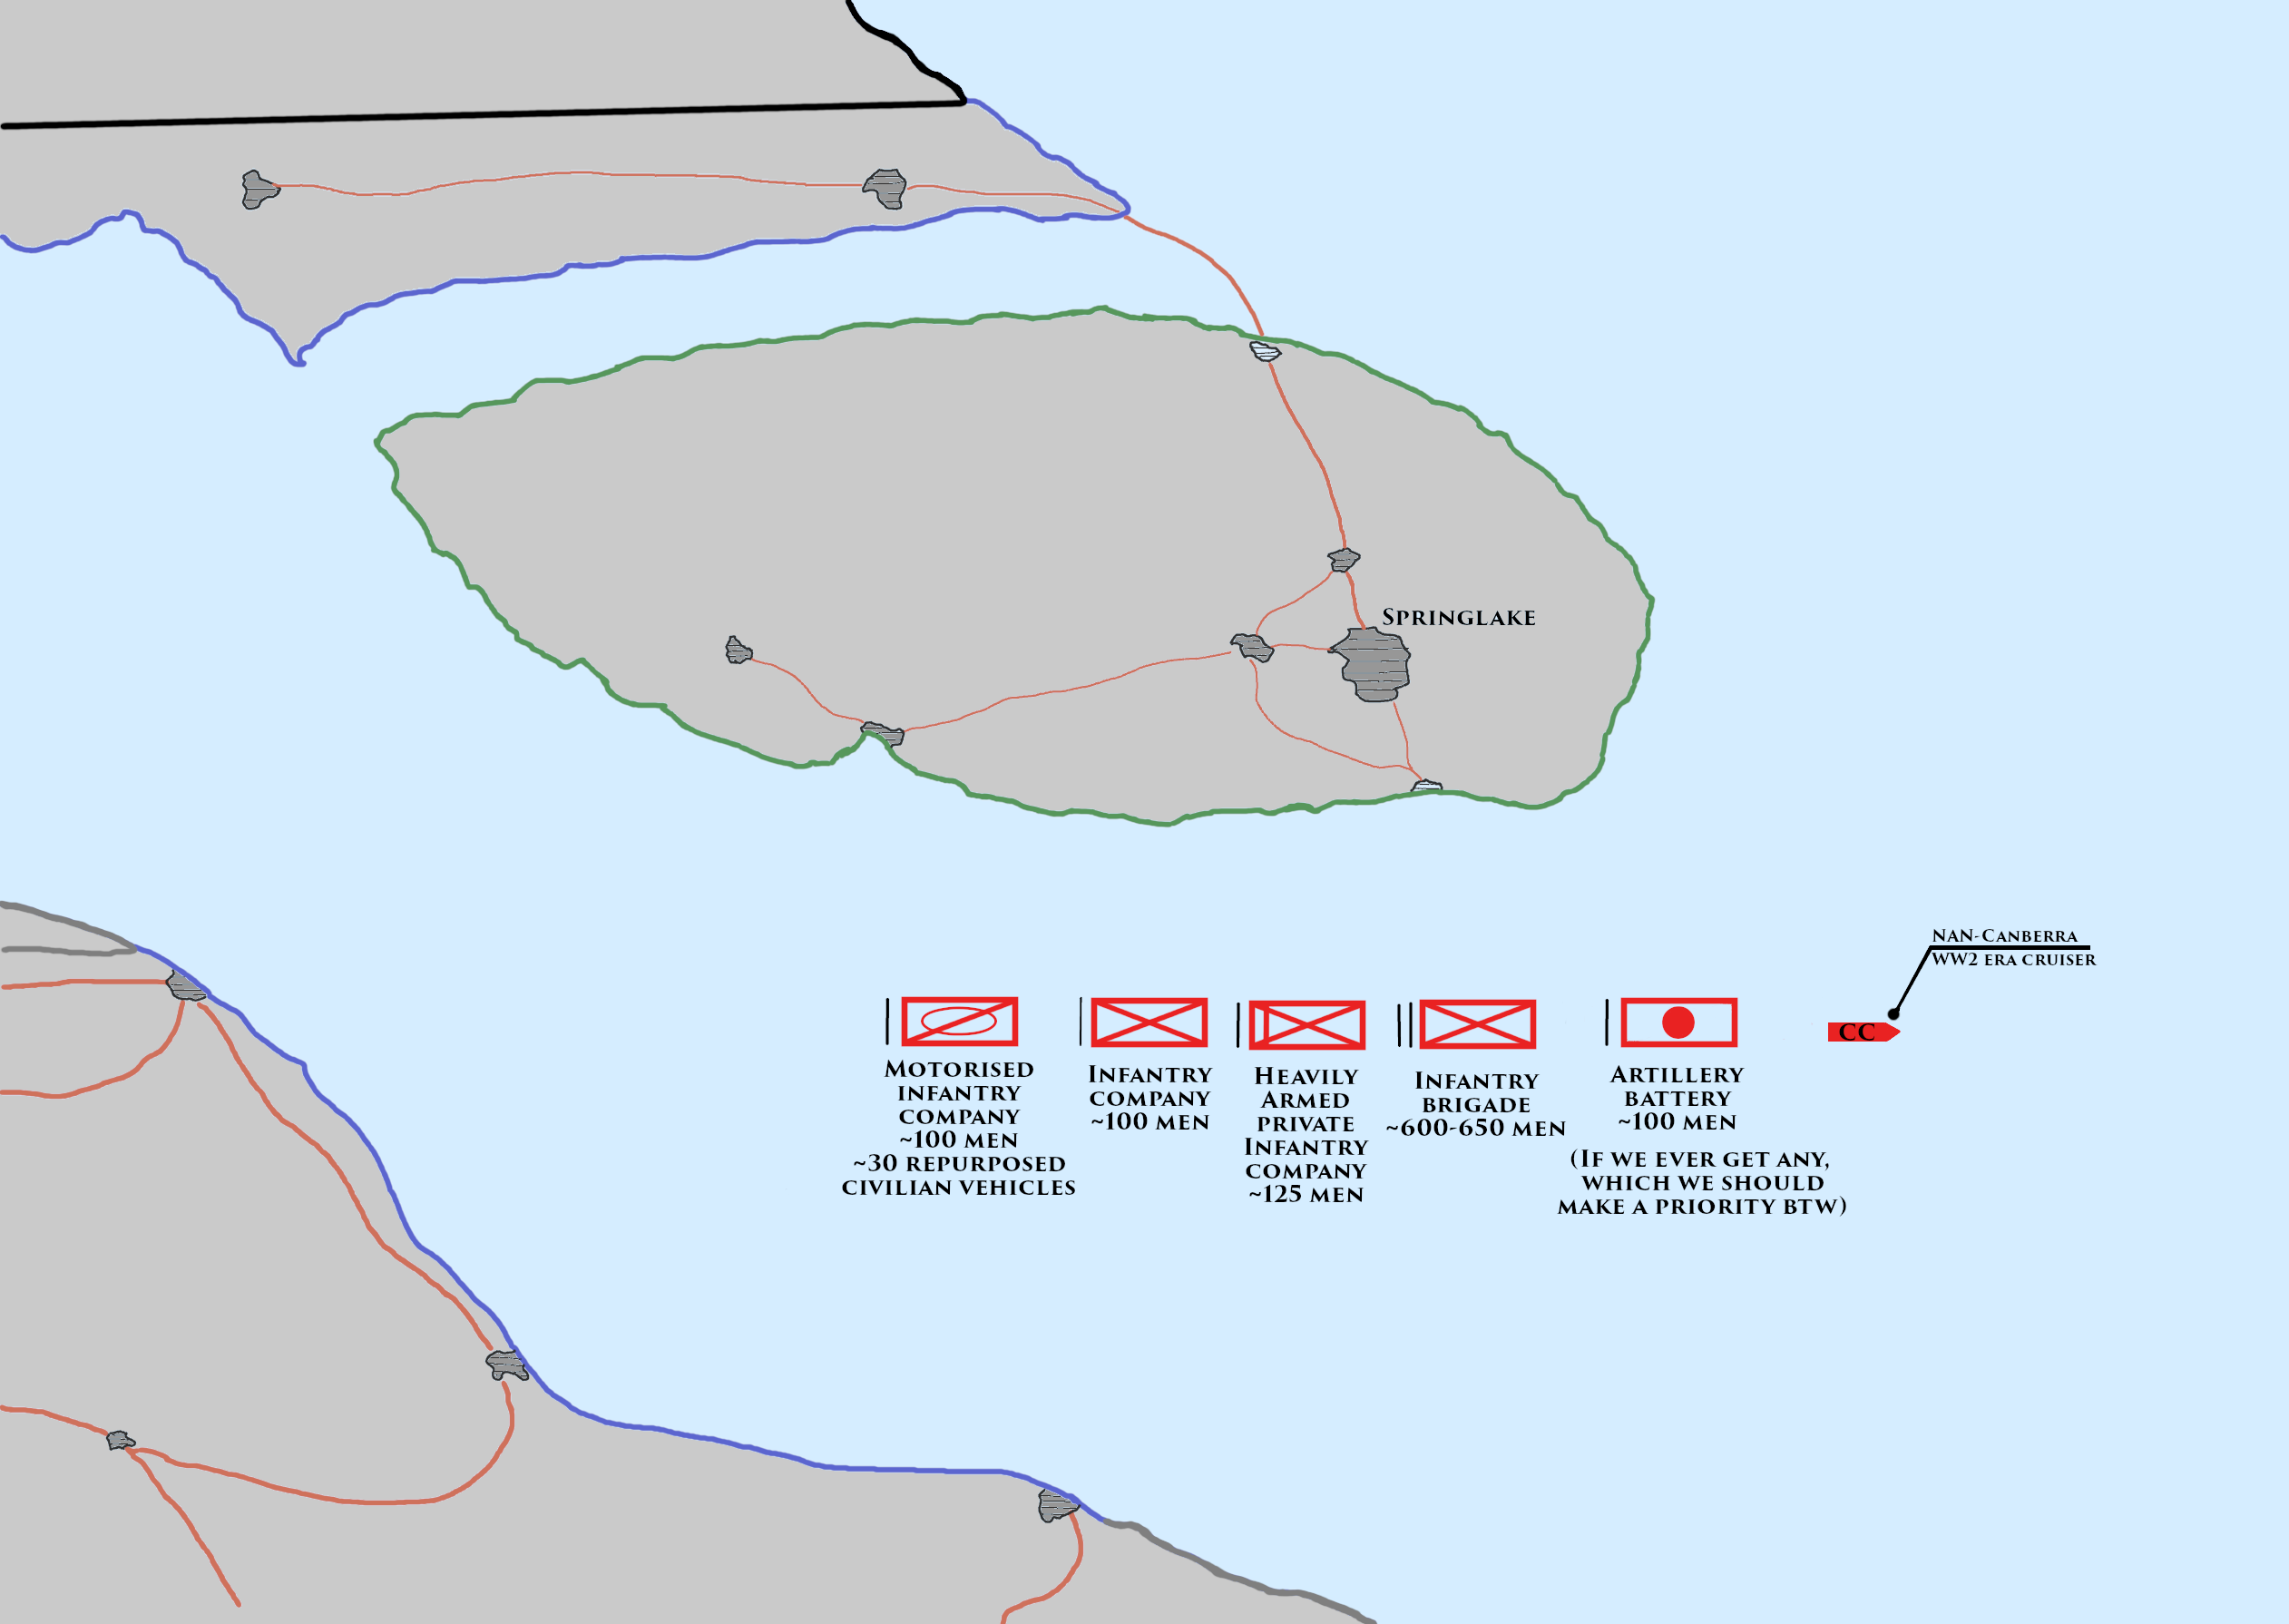 Springlake
NAN-Canberra
WW2 era cruiser
CC
Motorised
infantry
company
~100 men
~30 repurposed
civilian vehicles
Infantry
company
~100 men
Heavily
Armed
private
Infantry
company
~125 men
Infantry
brigade
~600-650 men
Artillery
battery
~100 men
(If we ever get any,
which we should
make a priority btw)